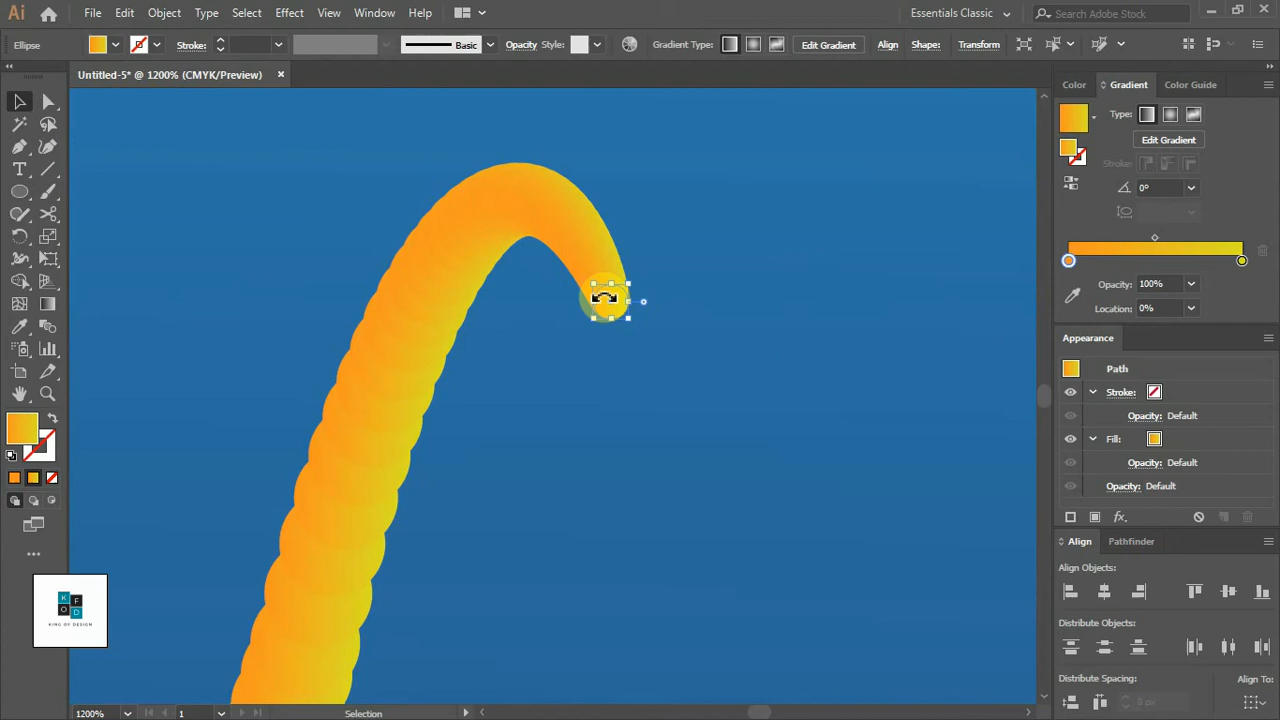 Ai File Edit Object Type Select Effect View Window Help Essentials Classic Search Adobe Stock
Ellipse Stroke: Basic Opacity Style: Gradient Type: Edit Gradient Align Shape: Transform
Untitled-5* @ 1200% (CMYK/Preview) ×
Color Gradient Color Guide
Type:
Edit Gradient
Stroke:
0°
Opacity: 100%
Location: 0%
Appearance
Path
Stroke:
Opacity: Default
Fill:
Opacity: Default
Opacity: Default
fx
Align Pathfinder
Align Objects:
Distribute Objects:
Distribute Spacing: Align To:
0 px
K F
O D
KING OF DESIGN
1200% 1 Selection